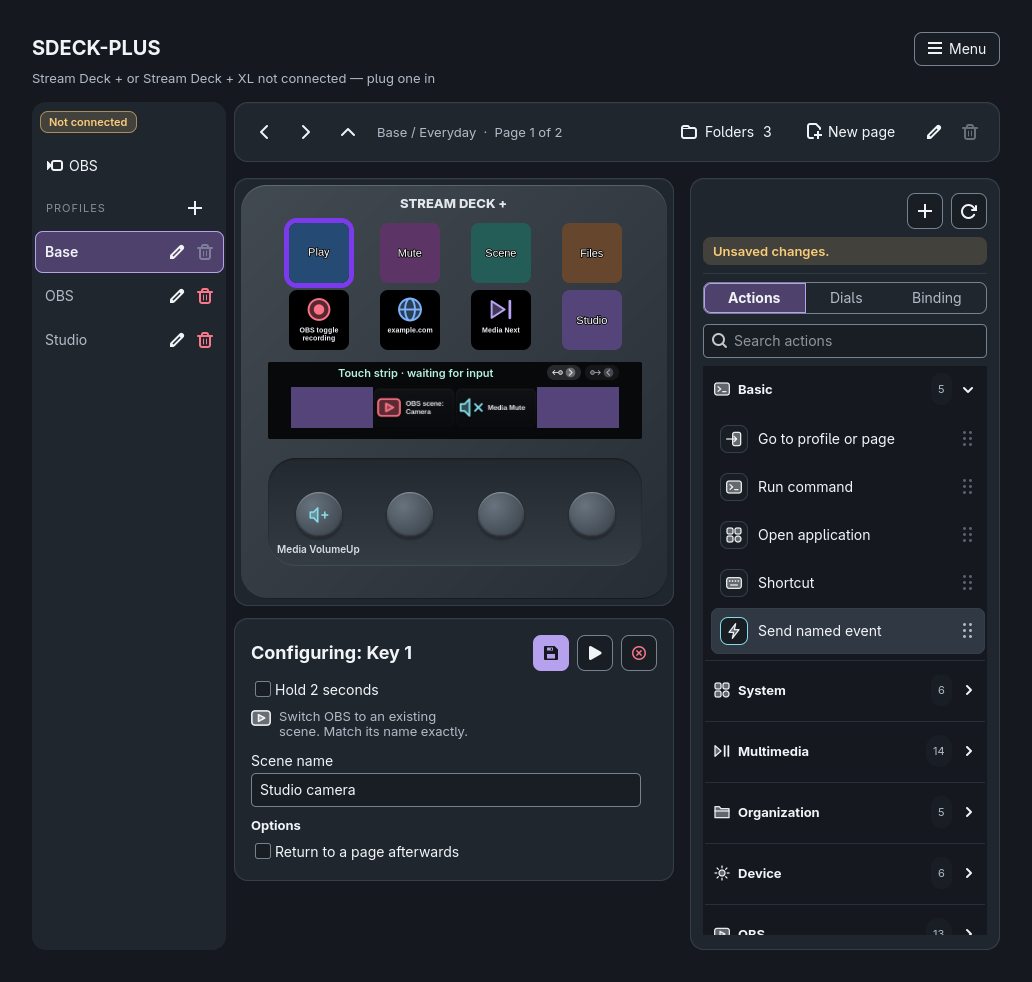 SDECK-PLUS
Menu
Stream Deck + or Stream Deck + XL not connected — plug one in
Not connected
OBS
PROFILES
Base
OBS
Studio
Base / Everyday · Page 1 of 2
Folders 3
New page
STREAM DECK +
Play
Mute
Scene
Files
OBS toggle
recording
example.com
Media Next
Studio
Touch strip · waiting for input
OBS scene:
Camera
Media Mute
Media VolumeUp
Configuring: Key 1
Hold 2 seconds
Switch OBS to an existing
scene. Match its name exactly.
Scene name
Studio camera
Options
Return to a page afterwards
Unsaved changes.
Actions
Dials
Binding
Search actions
Basic 5
Go to profile or page
Run command
Open application
Shortcut
Send named event
System 6
Multimedia 14
Organization 5
Device 6
OBS 13